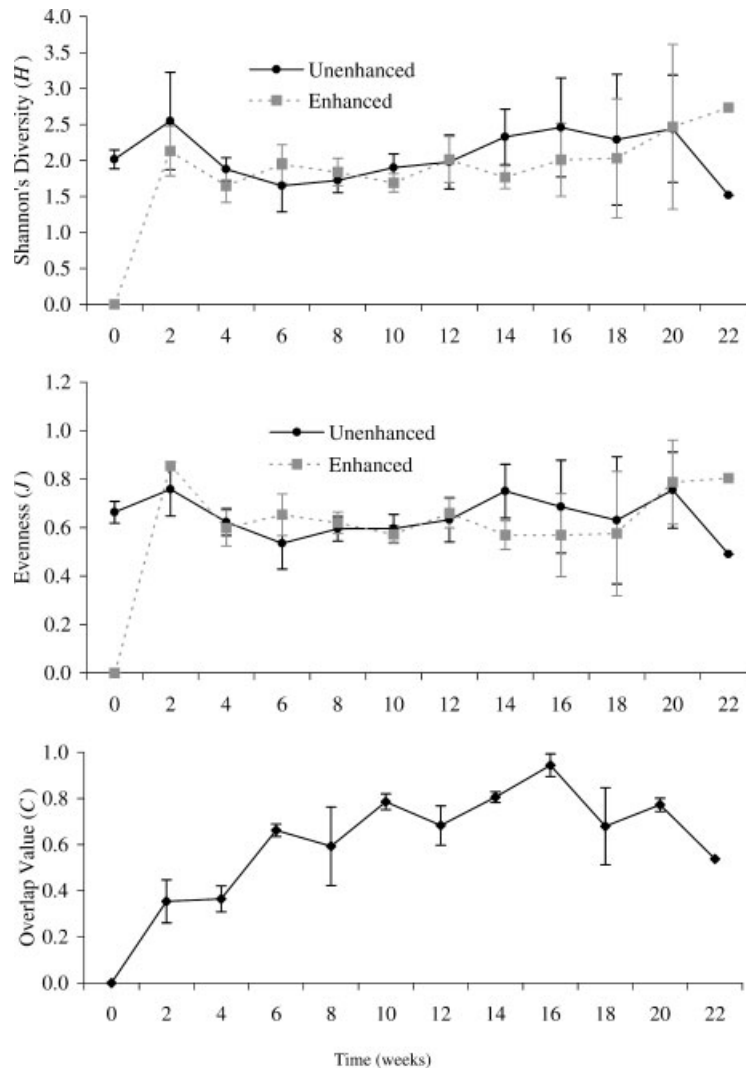 4.0
3.5
3.0
2.5
2.0
1.5
1.0
0.5
0.0
Shannon's Diversity (H)
Unenhanced
Enhanced
0 2 4 6 8 10 12 14 16 18 20 22
1.2
1.0
0.8
0.6
0.4
0.2
0.0
Evenness (J)
Unenhanced
Enhanced
0 2 4 6 8 10 12 14 16 18 20 22
1.0
0.8
0.6
0.4
0.2
0.0
Overlap Value (C)
0 2 4 6 8 10 12 14 16 18 20 22
Time (weeks)